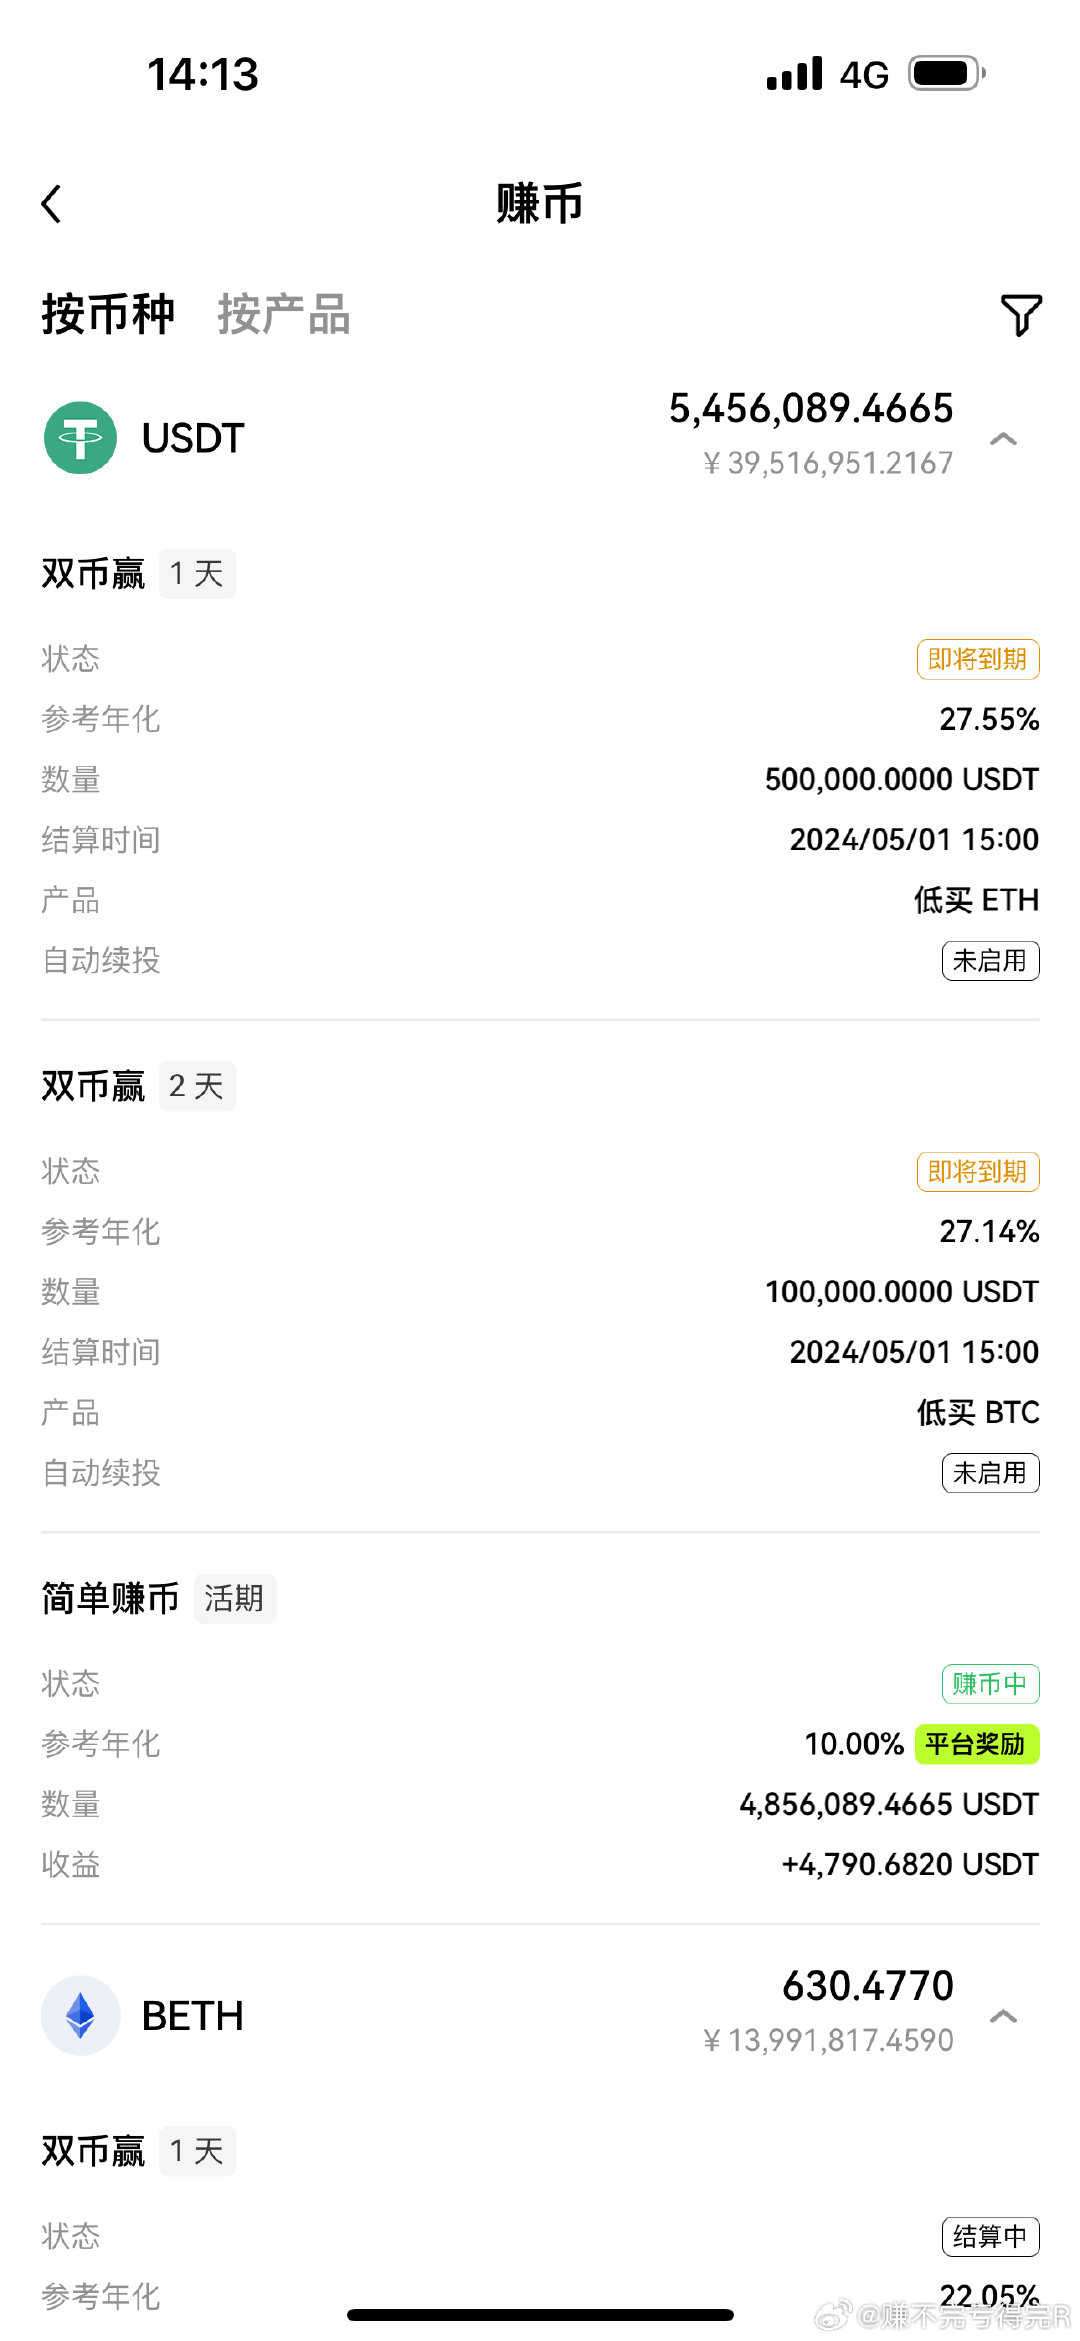 14:13
4G
赚币
按币种 按产品
USDT
5,456,089.4665
¥ 39,516,951.2167
双币赢 1 天
状态 即将到期
参考年化 27.55%
数量 500,000.0000 USDT
结算时间 2024/05/01 15:00
产品 低买 ETH
自动续投 未启用
双币赢 2 天
状态 即将到期
参考年化 27.14%
数量 100,000.0000 USDT
结算时间 2024/05/01 15:00
产品 低买 BTC
自动续投 未启用
简单赚币 活期
状态 赚币中
参考年化 10.00% 平台奖励
数量 4,856,089.4665 USDT
收益 +4,790.6820 USDT
BETH
630.4770
¥ 13,991,817.4590
双币赢 1 天
状态 结算中
参考年化 22.05%
@赚不完亏得完R